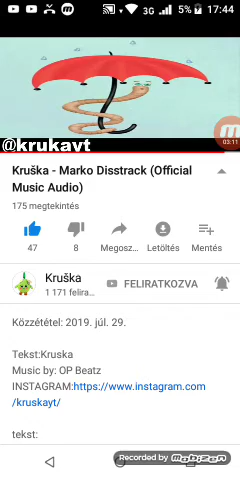 3G 5% 17:44
@krukavt
03:11
Kruška - Marko Disstrack (Official
Music Audio)
175 megtekintés
47 8 Megosz... Letöltés Mentés
Kruška
FELIRATKOZVA
1 171 felira...
Közzététel: 2019. júl. 29.
Tekst:Kruska
Music by: OP Beatz
INSTAGRAM:https://www.instagram.com
/kruskayt/
tekst:
Recorded by mobizen